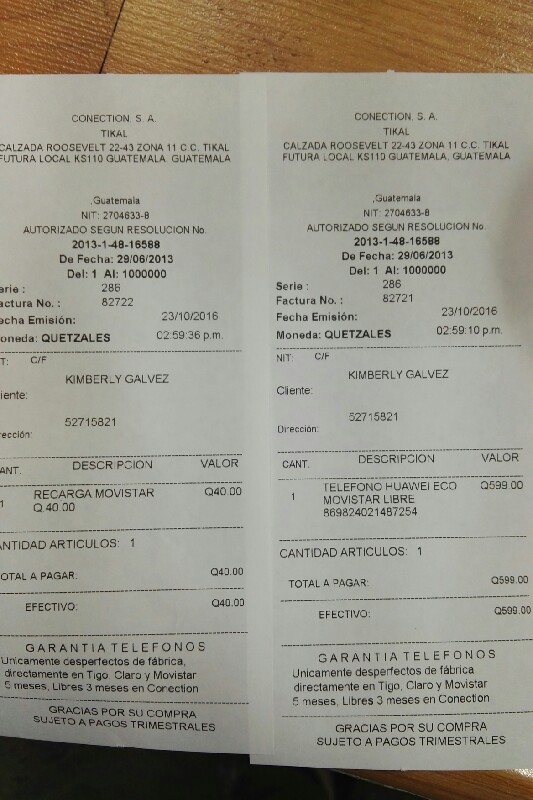 CONECTION S. A.
TIKAL
CALZADA ROOSEVELT 22-43 ZONA 11 C.C. TIKAL
FUTURA LOCAL KS110 GUATEMALA, GUATEMALA
,Guatemala
NIT: 2704633-8
AUTORIZADO SEGUN RESOLUCION No.
2013-1-48-16588
De Fecha: 29/06/2013
Del: 1 Al: 1000000
erie : 286
Factura No. : 82722
echa Emisión: 23/10/2016
oneda: QUETZALES 02:59:36 p.m.
T: C/F
KIMBERLY GALVEZ
iente:
52715821
Dirección:
ANT. DESCRIPCION VALOR
1 RECARGA MOVISTAR Q40.00
Q.40.00
ANTIDAD ARTICULOS: 1
OTAL A PAGAR: Q40.00
EFECTIVO: Q40.00
GARANTIA TELEFONOS
Unicamente desperfectos de fábrica,
directamente en Tigo, Claro y Movistar
6 meses, Libres 3 meses en Conection
GRACIAS POR SU COMPRA
SUJETO A PAGOS TRIMESTRALES
CONECTION, S. A.
TIKAL
CALZADA ROOSEVELT 22-43 ZONA 11 C.C. TIKAL
FUTURA LOCAL KS110 GUATEMALA, GUATEMALA
,Guatemala
NIT: 2704633-8
AUTORIZADO SEGUN RESOLUCION No.
2013-1-48-16588
De Fecha: 29/06/2013
Del: 1 Al: 1000000
Serie : 286
Factura No. : 82721
Fecha Emisión: 23/10/2016
Moneda: QUETZALES 02:59:10 p.m.
NIT: C/F
KIMBERLY GALVEZ
Cliente:
52715821
Dirección:
CANT. DESCRIPCION VALOR
1 TELEFONO HUAWEI ECO Q599.00
MOVISTAR LIBRE
869824021487254
CANTIDAD ARTICULOS: 1
TOTAL A PAGAR: Q599.00
EFECTIVO: Q599.00
GARANTIA TELEFONOS
Unicamente desperfectos de fábrica
directamente en Tigo, Claro y Movistar
6 meses, Libres 3 meses en Conection
GRACIAS POR SU COMPRA
SUJETO A PAGOS TRIMESTRALES